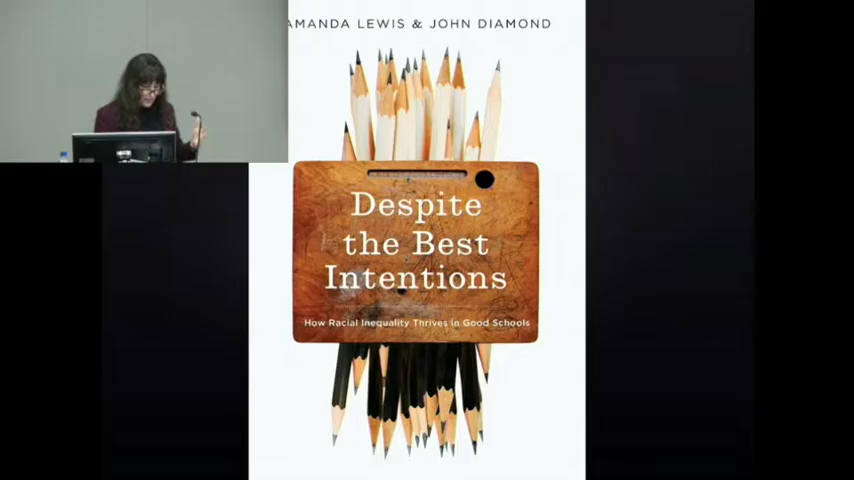 AMANDA LEWIS & JOHN DIAMOND
Despite
the Best
Intentions
How Racial Inequality Thrives in Good Schools